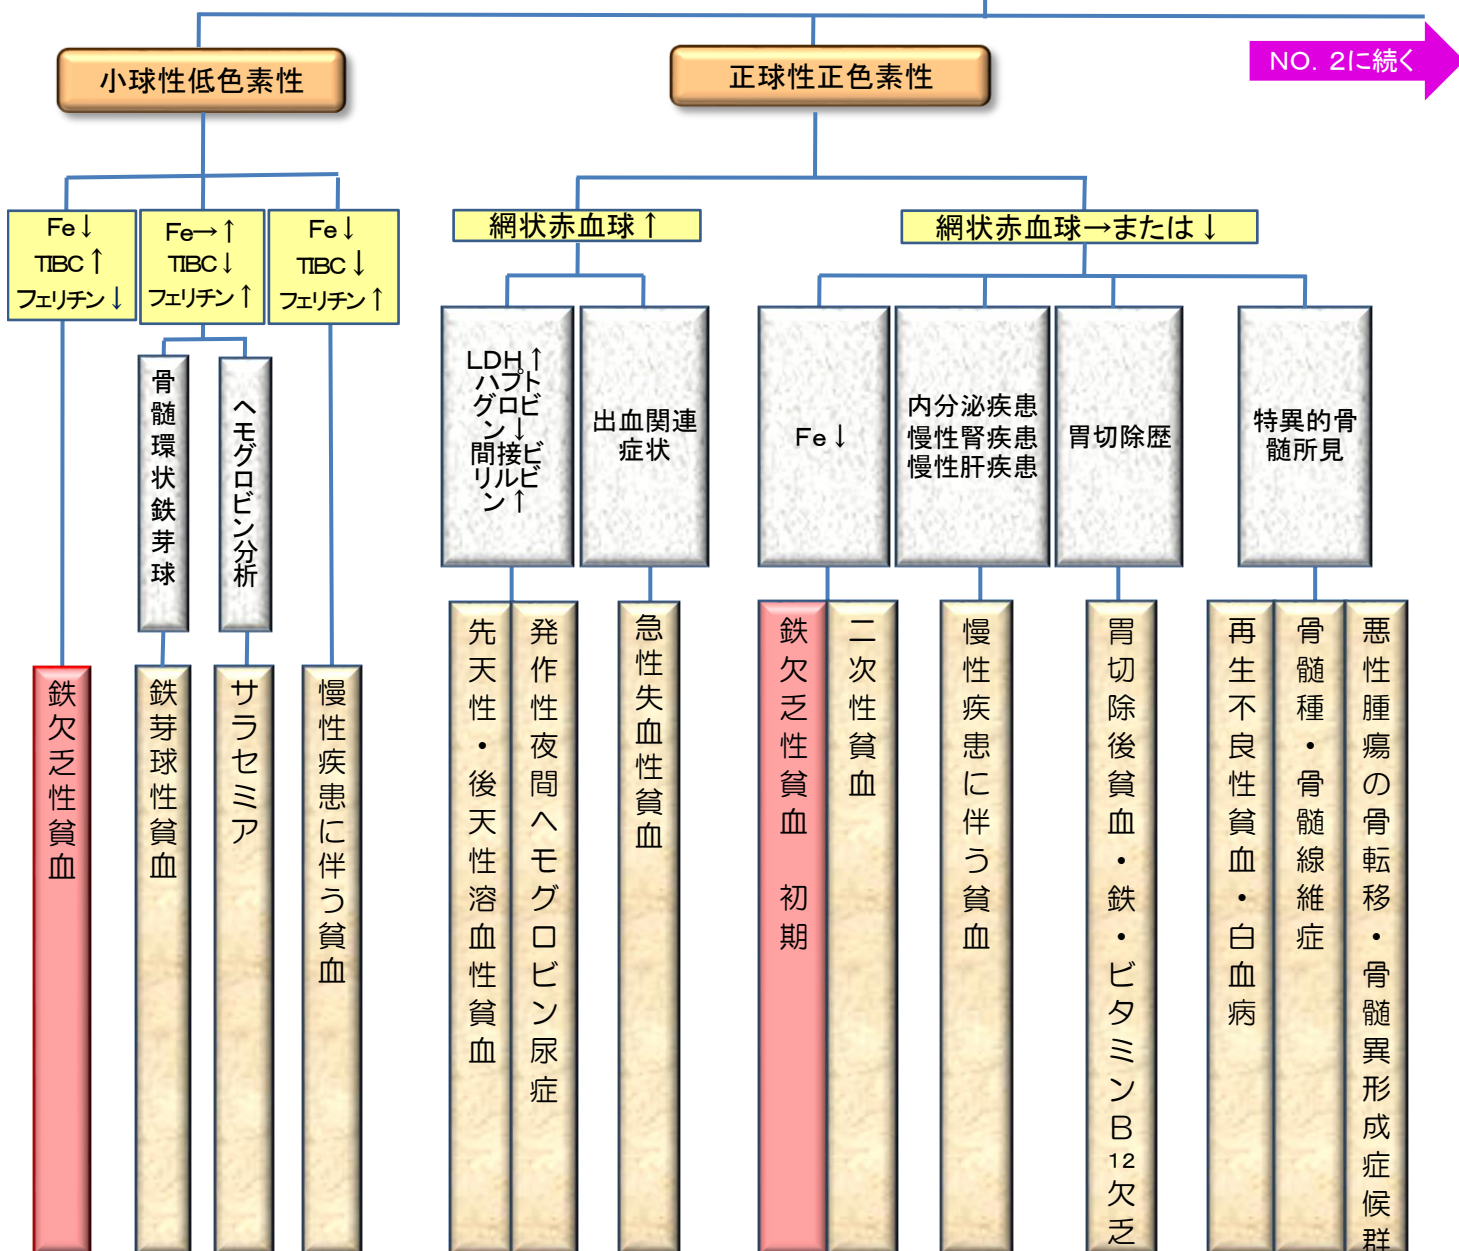 小球性低色素性
正球性正色素性
NO. 2に続く
Fe↓
TIBC↑
フェリチン↓
Fe→↑
TIBC↓
フェリチン↑
Fe↓
TIBC↓
フェリチン↑
網状赤血球↑
網状赤血球→または↓
骨髄環状鉄芽球
ヘモグロビン分析
LDH↑
ハプト
グロビ
ン↓
間接ビ
リルビ
ン↑
出血関連
症状
Fe↓
内分泌疾患
慢性腎疾患
慢性肝疾患
胃切除歴
特異的骨
髄所見
鉄欠乏性貧血
鉄芽球性貧血
サラセミア
慢性疾患に伴う貧血
先天性・後天性溶血性貧血
発作性夜間ヘモグロビン尿症
急性失血性貧血
鉄欠乏性貧血 初期
二次性貧血
慢性疾患に伴う貧血
胃切除後貧血・鉄・ビタミンB12欠乏
再生不良性貧血・白血病
骨髄種・骨髄線維症
悪性腫瘍の骨転移・骨髄異形成症候群